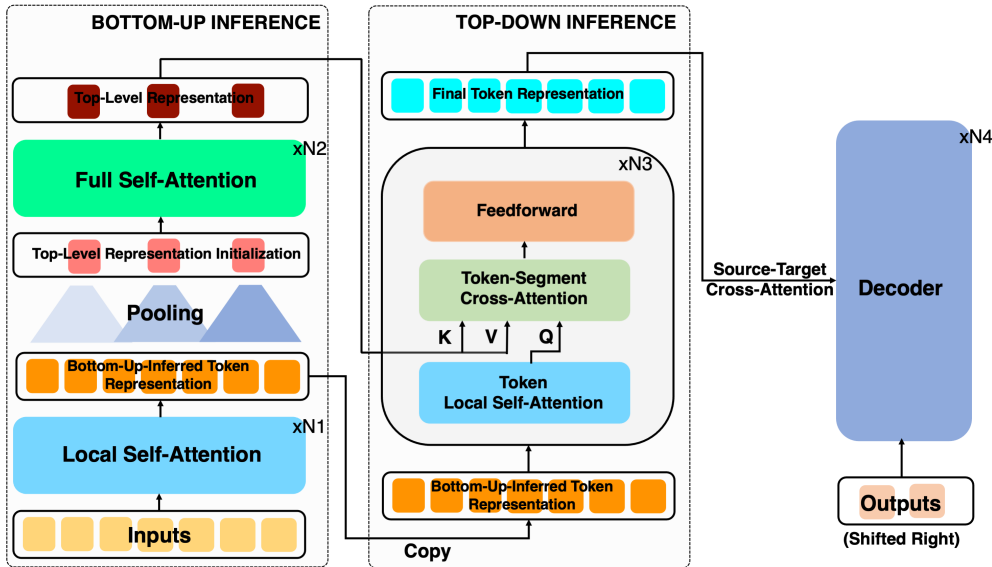 BOTTOM-UP INFERENCE
Top-Level Representation
xN2
Full Self-Attention
Top-Level Representation Initialization
Pooling
Bottom-Up-Inferred Token
Representation
xN1
Local Self-Attention
Inputs
TOP-DOWN INFERENCE
Final Token Representation
xN3
Feedforward
Token-Segment
Cross-Attention
K
V
Q
Token
Local Self-Attention
Bottom-Up-Inferred Token
Representation
Copy
Source-Target
Cross-Attention
xN4
Decoder
Outputs
(Shifted Right)